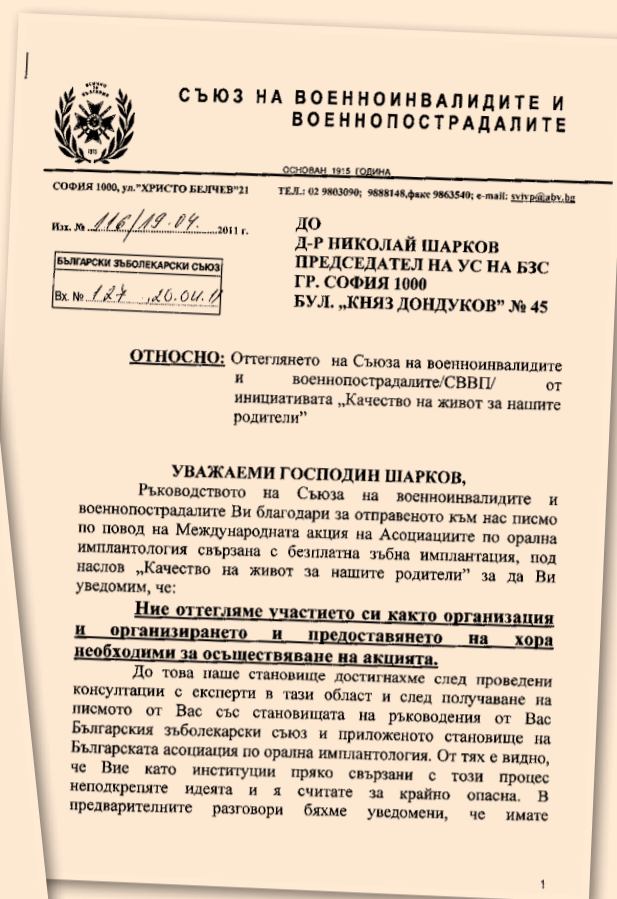 ВСИЧКО
ЗА
БЪЛГАРИЯ
1915
СЪЮЗ НА ВОЕННОИНВАЛИДИТЕ И
ВОЕННОПОСТРАДАЛИТЕ
ОСНОВАН 1915 ГОДИНА
СОФИЯ 1000, ул."ХРИСТО БЕЛЧЕВ"21 ТЕЛ.: 02 9803090; 9888148,факс 9863540; e-mail: svivp@abv.bg
Изх. № 116/19.04. 2011 г.
БЪЛГАРСКИ ЗЪБОЛЕКАРСКИ СЪЮЗ
Вх. № 127, 20.04.11
ДО
Д-Р НИКОЛАЙ ШАРКОВ
ПРЕДСЕДАТЕЛ НА УС НА БЗС
ГР. СОФИЯ 1000
БУЛ. „КНЯЗ ДОНДУКОВ” № 45
ОТНОСНО: Оттеглянето на Съюза на военноинвалидите
и военнопострадалите/СВВП/ от
инициативата „Качество на живот за нашите
родители”
УВАЖАЕМИ ГОСПОДИН ШАРКОВ,
Ръководството на Съюза на военноинвалидите и
военнопострадалите Ви благодари за отправеното към нас писмо
по повод на Международната акция на Асоциациите по орална
имплантология свързана с безплатна зъбна имплантация, под
наслов „Качество на живот за нашите родители” за да Ви
уведомим, че:
Ние оттегляме участието си както организация
и организирането и предоставянето на хора
необходими за осъществяване на акцията.
До това наше становище достигнахме след проведени
консултации с експерти в тази област и след получаване на
писмото от Вас със становищата на ръководения от Вас
Българския зъболекарски съюз и приложеното становище на
Българската асоциация по орална имплантология. От тях е видно,
че Вие като институции пряко свързани с този процес
неподкрепяте идеята и я считате за крайно опасна. В
предварителните разговори бяхме уведомени, че имате
1